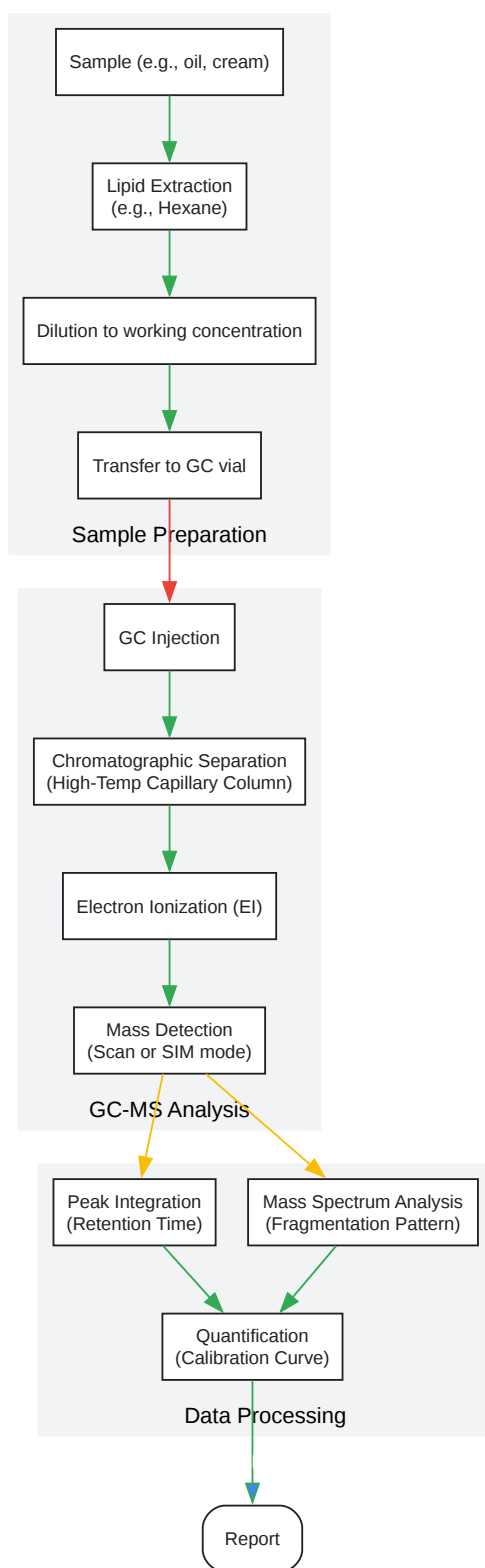 Sample (e.g., oil, cream)
Lipid Extraction
(e.g., Hexane)
Dilution to working concentration
Transfer to GC vial
Sample Preparation
GC Injection
Chromatographic Separation
(High-Temp Capillary Column)
Electron Ionization (EI)
Mass Detection
(Scan or SIM mode)
GC-MS Analysis
Peak Integration
(Retention Time)
Mass Spectrum Analysis
(Fragmentation Pattern)
Quantification
(Calibration Curve)
Data Processing
Report